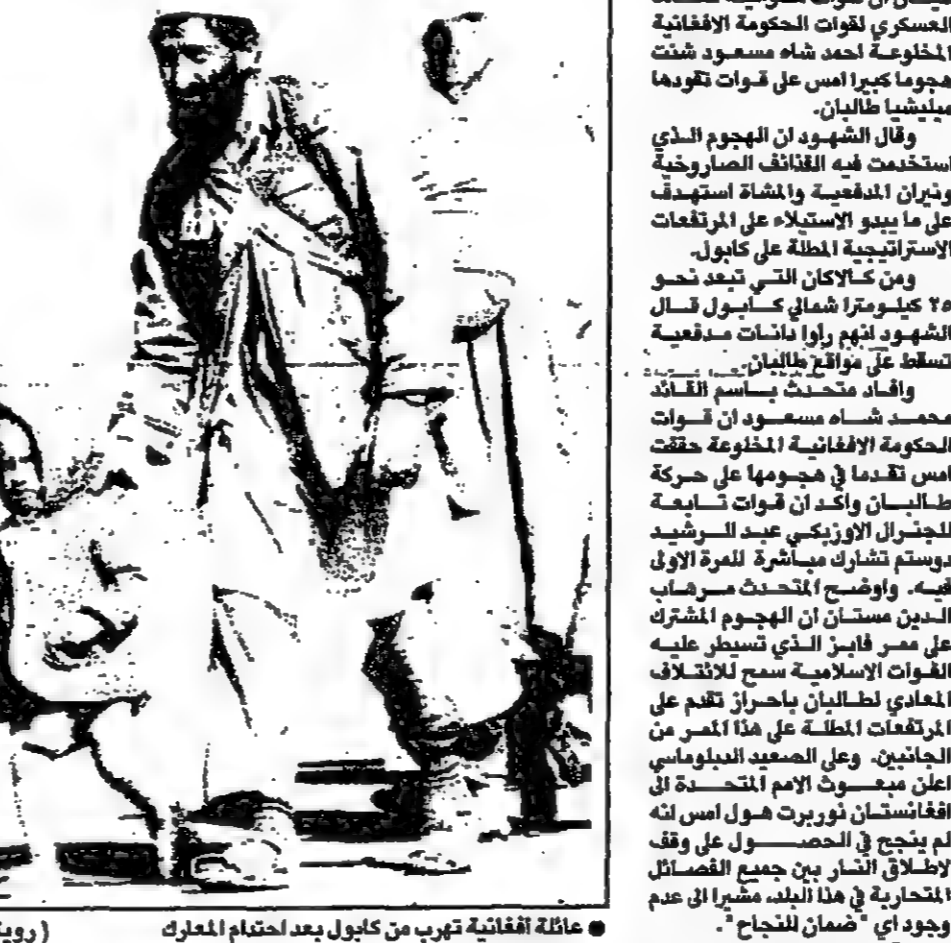 العسكري لقوات الحكومة الافغانية
المخلوعة احمد شاه مسعود شنت
هجوما كبيرا امس على قوات تقودها
ميليشيا طالبان.
وقال الشهود ان الهجوم الذي
استخدمت فيه القذائف الصاروخية
ونيران المدفعية والمشاة استهدف
على ما يبدو الاستيلاء على المرتفعات
الاستراتيجية المطلة على كابول.
ومن كالاكان التي تبعد نحو
٢٥ كيلومترا شمالي كابول قال
الشهود انهم رأوا دانات مدفعية
تسقط على مواقع طالبان.
وافاد متحدث باسم القائد
محمد شاه مسعود ان قوات
الحكومة الافغانية المخلوعة حققت
امس تقدما في هجومها على حركة
طالبان واكد ان قوات تابعة
للجنرال الاوزبكي عبد الرشيد
دوستم تشارك مباشرة للمرة الاولى
فيه. واوضح المتحدث
الدين مستان ان الهجوم المشترك
على ممر الذي تسيطر عليه
القوات الاسلامية سمح للائتلاف
المعادي لطالبان باحراز تقدم على
المرتفعات المطلة على هذا الممر من
الجانبين. وعلى الصعيد الدبلوماسي
اعلن مبعوث الامم المتحدة الى
افغانستان نوربرت هول امس انه
لم ينجح في الحصول على وقف
لاطلاق النار بين جميع الفصائل
المتحاربة في هذا البلد، مشيرا الى عدم
وجود اي "ضمان للنجاح".
● عائلة افغانية تهرب من كابول بعد احتدام المعارك